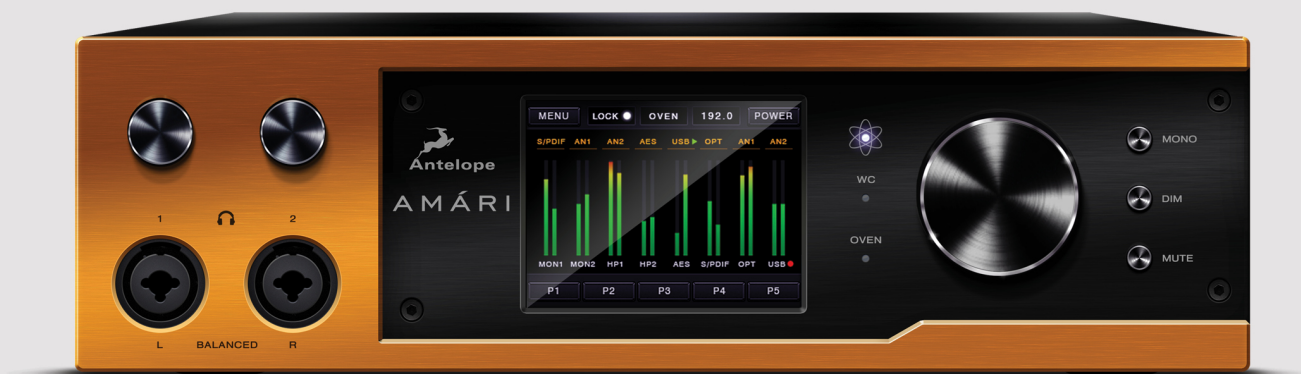 1 2
L BALANCED R
Antelope
AMÁRI
MENU LOCK OVEN 192.0 POWER
S/PDIF AN1 AN2 AES USB OPT AN1 AN2
MON1 MON2 HP1 HP2 AES S/PDIF OPT USB
P1 P2 P3 P4 P5
WC
OVEN
MONO
DIM
MUTE